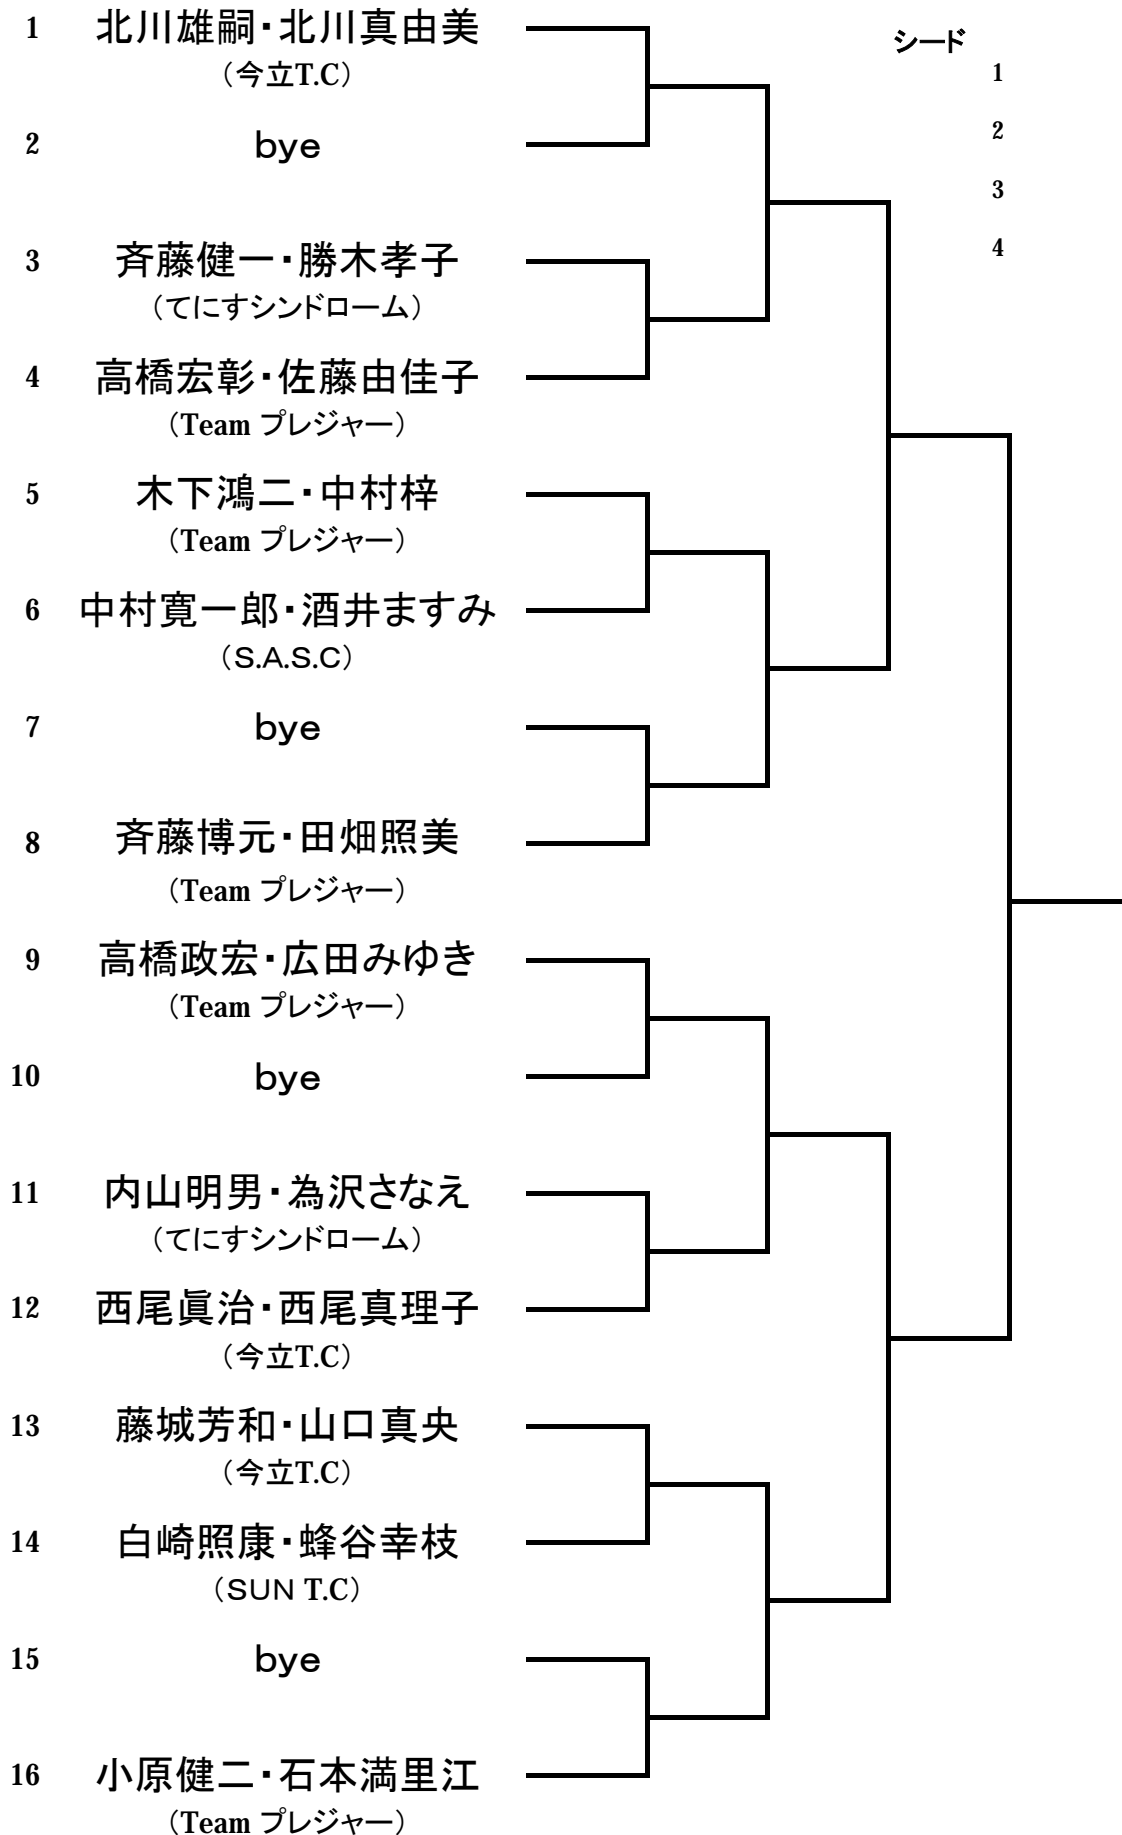 1 北川雄嗣・北川真由美
（今立T.C）
2 bye
3 斉藤健一・勝木孝子
（てにすシンドローム）
4 高橋宏彰・佐藤由佳子
（Team プレジャー）
5 木下鴻二・中村梓
（Team プレジャー）
6 中村寛一郎・酒井ますみ
（S.A.S.C）
7 bye
8 斉藤博元・田畑照美
（Team プレジャー）
9 高橋政宏・広田みゆき
（Team プレジャー）
10 bye
11 内山明男・為沢さなえ
（てにすシンドローム）
12 西尾眞治・西尾真理子
（今立T.C）
13 藤城芳和・山口真央
（今立T.C）
14 白崎照康・蜂谷幸枝
（SUN T.C）
15 bye
16 小原健二・石本満里江
（Team プレジャー）
シード
1
2
3
4